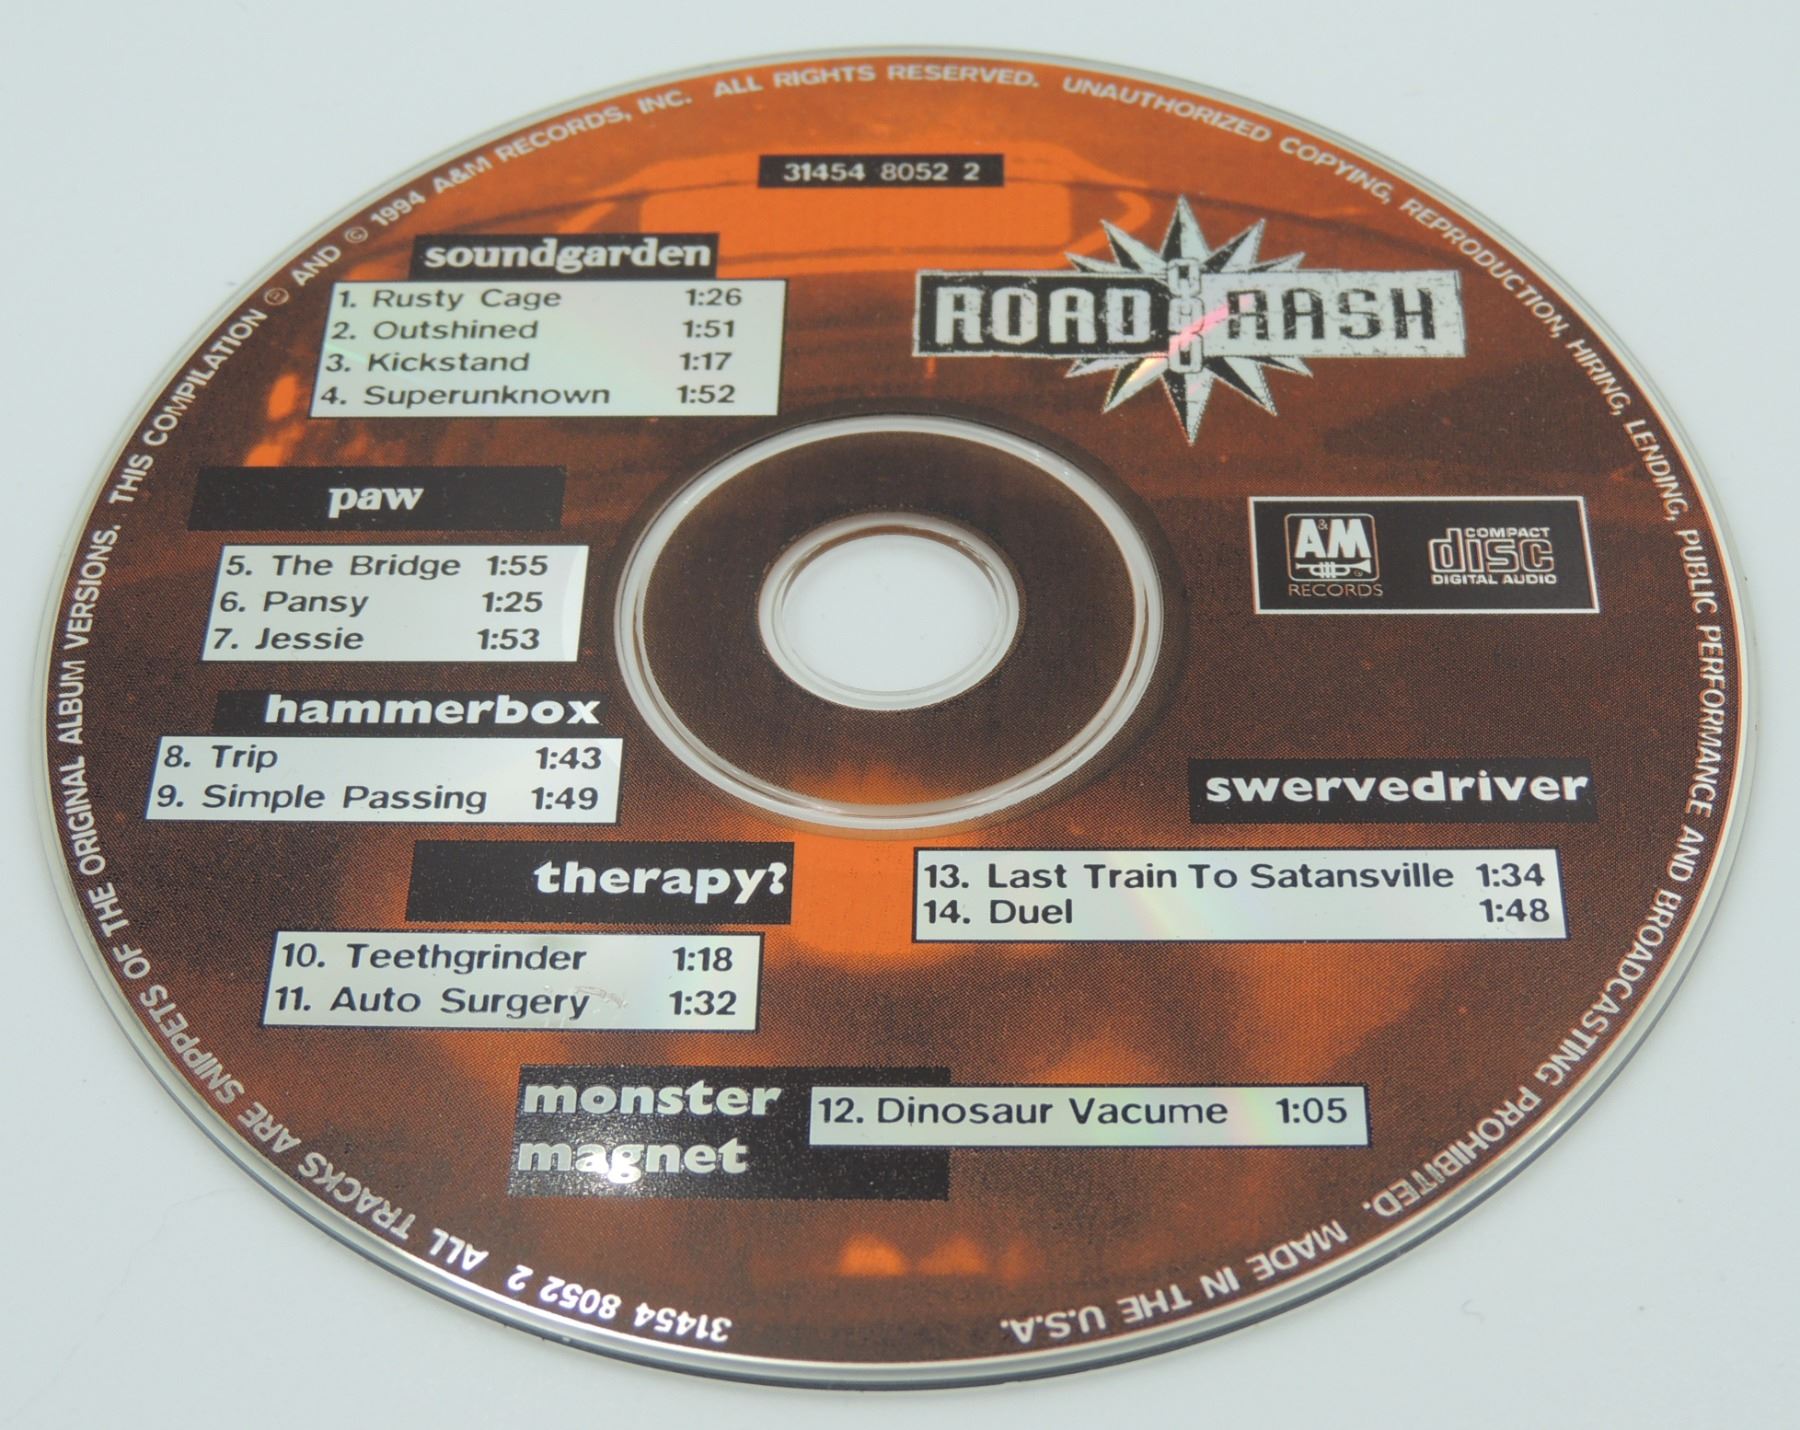 31454 8052 2
ROAD 3DO RASH
soundgarden
1. Rusty Cage 1:26
2. Outshined 1:51
3. Kickstand 1:17
4. Superunknown 1:52
paw
5. The Bridge 1:55
6. Pansy 1:25
7. Jessie 1:53
A&M
RECORDS
COMPACT
disc
DIGITAL AUDIO
hammerbox
8. Trip 1:43
9. Simple Passing 1:49
therapy?
10. Teethgrinder 1:18
11. Auto Surgery 1:32
monster
magnet
12. Dinosaur Vacume 1:05
swervedriver
13. Last Train To Satansville 1:34
14. Duel 1:48
31454 8052 2 ALL TRACKS ARE SNIPPETS OF THE ORIGINAL ALBUM VERSIONS. THIS COMPILATION ℗ AND © 1994 A&M RECORDS, INC. ALL RIGHTS RESERVED. UNAUTHORIZED COPYING, REPRODUCTION, HIRING, LENDING, PUBLIC PERFORMANCE AND BROADCASTING PROHIBITED. MADE IN THE U.S.A.